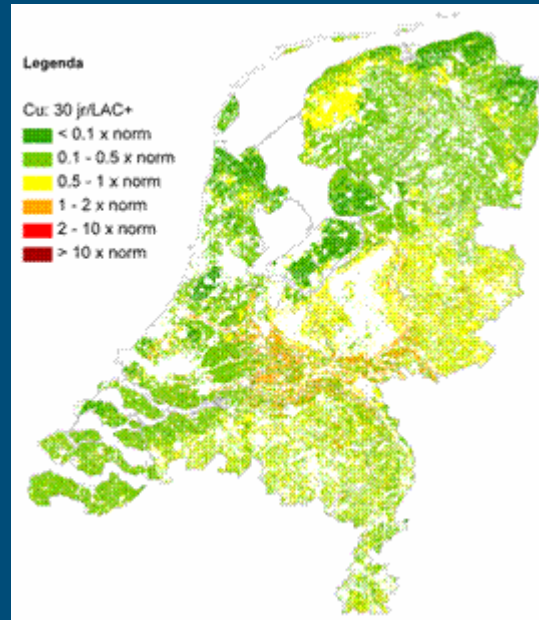 Legenda
Cu: 30 jr/LAC+
< 0.1 x norm
0.1 - 0.5 x norm
0.5 - 1 x norm
1 - 2 x norm
2 - 10 x norm
> 10 x norm